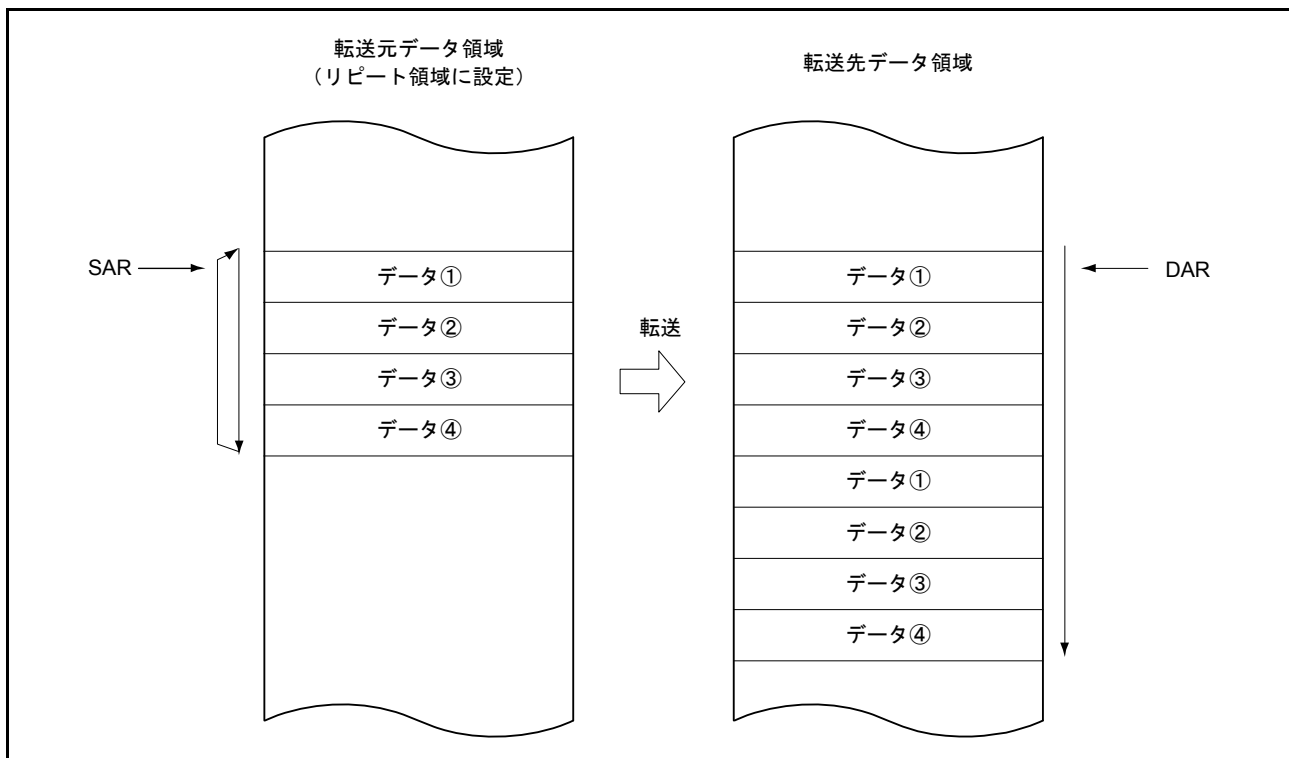 転送元データ領域
（リピート領域に設定）
転送先データ領域
SAR
データ①
データ②
データ③
データ④
転送
データ①
データ②
データ③
データ④
データ①
データ②
データ③
データ④
DAR